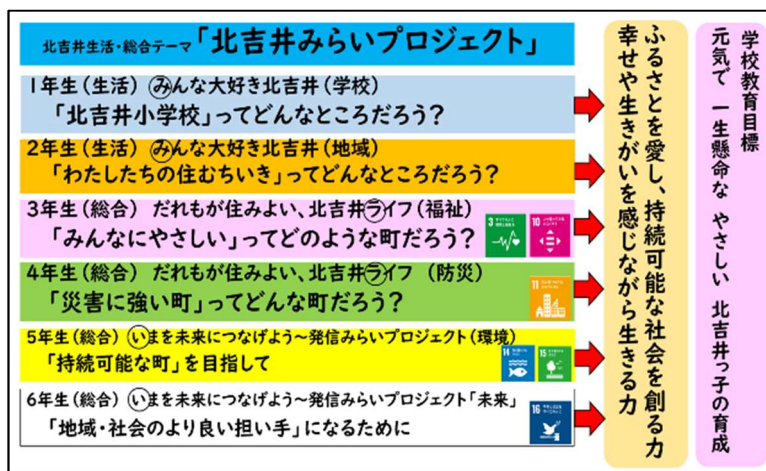 北吉井生活・総合テーマ「北吉井みらいプロジェクト」
1年生(生活) みんな大好き北吉井(学校)
「北吉井小学校」ってどんなところだろう?
2年生(生活) みんな大好き北吉井(地域)
「わたしたちの住むちいき」ってどんなところだろう?
3年生(総合) だれもが住みよい、北吉井ライフ(福祉)
「みんなにやさしい」ってどのような町だろう?
3
10
4年生(総合) だれもが住みよい、北吉井ライフ (防災)
「災害に強い町」ってどんな町だろう?
11
5年生(総合) いまを未来につなげよう~発信みらいプロジェクト(環境)
「持続可能な町」を目指して
14
15
6年生(総合) いまを未来につなげよう~発信みらいプロジェクト「未来」
「地域・社会のより良い担い手」になるために
16
ふるさとを愛し、持続可能な社会を創る力
幸せや生きがいを感じながら生きる力
学校教育目標
元気で 一生懸命な やさしい 北吉井っ子の育成